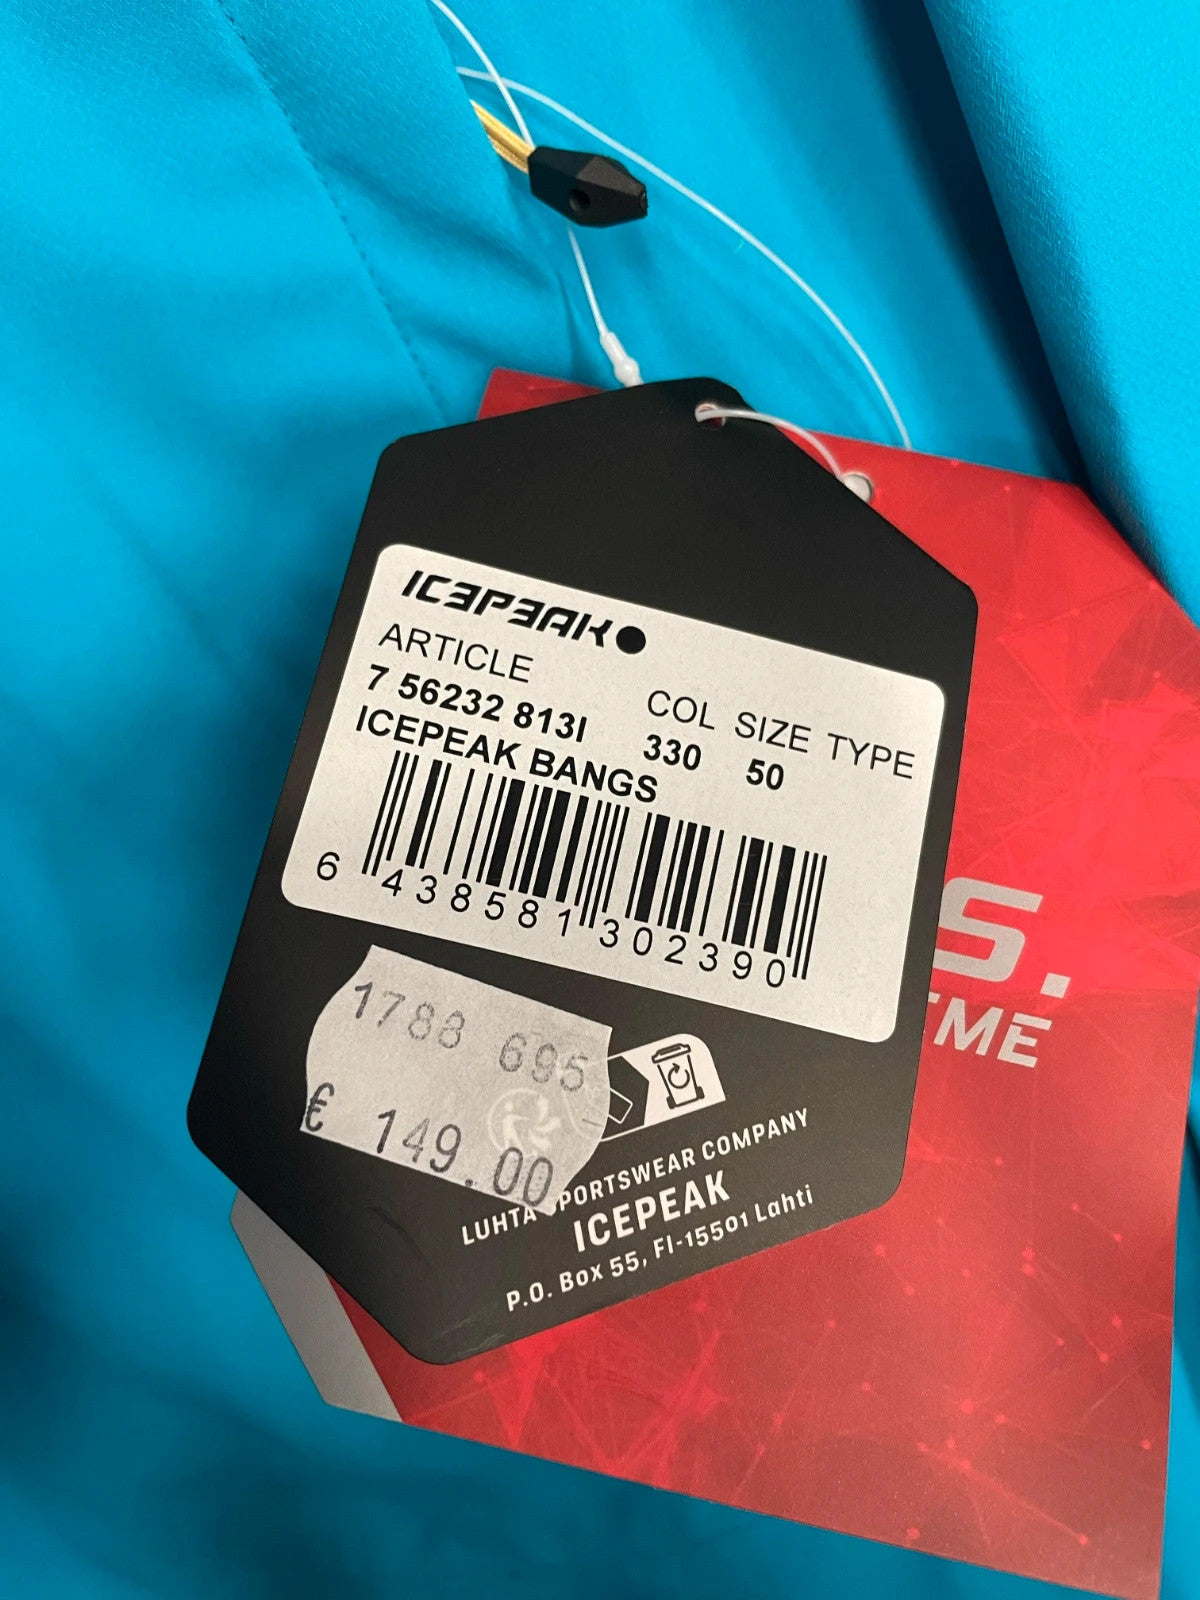 ICEPEAK
ARTICLE COL SIZE TYPE
7 56232 813I 330 50
ICEPEAK BANGS
6 438581 302390
1788 695
€ 149.00
LUHTA SPORTSWEAR COMPANY
ICEPEAK
P.O. Box 55, FI-15501 Lahti
S.